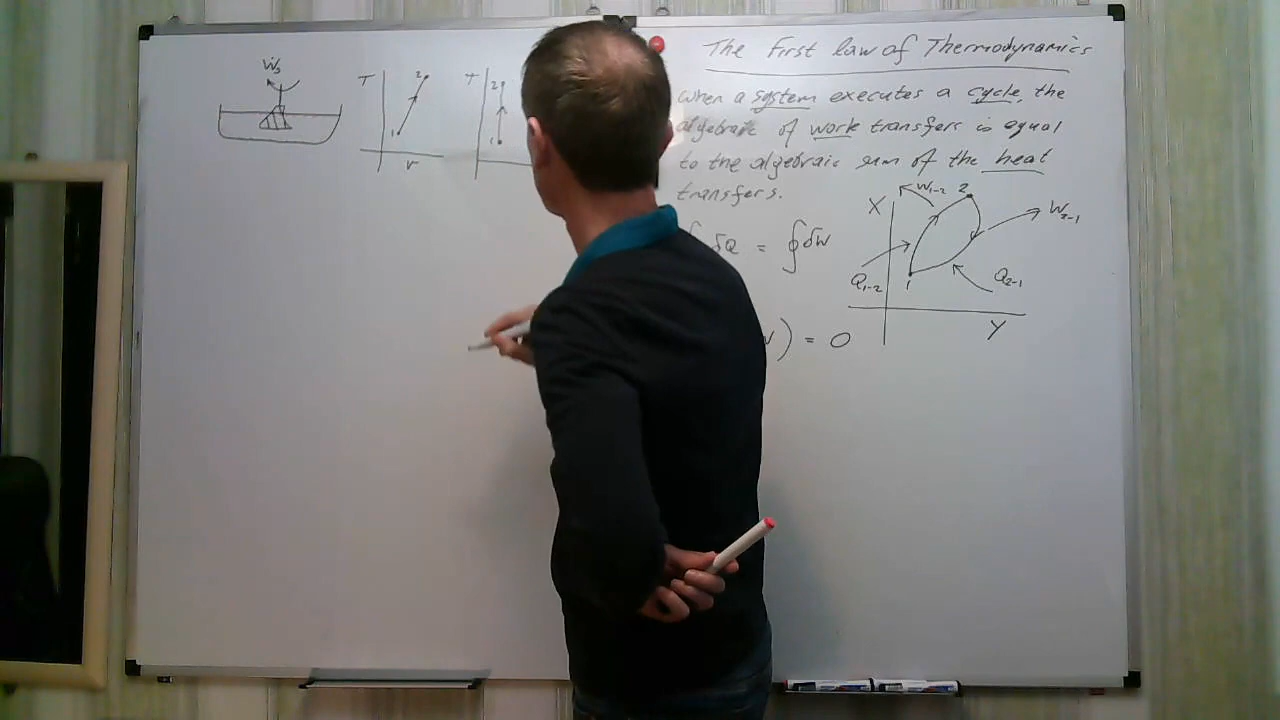 The First law of Thermodynamics
When a system executes a cycle, the
algebraic of work transfers is equal
to the algebraic sum of the heat
transfers.
δQ = ∮δW
) = 0
X
W₁₋₂
2
W₂₋₁
Q₁₋₂
1
Q₂₋₁
Y
Ws
T
2
1
v
T
2
1